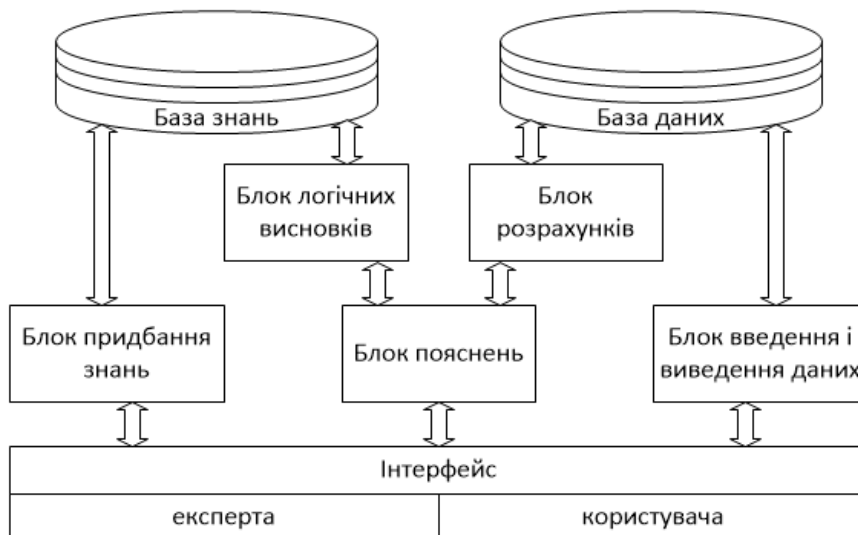 База знань
База даних
Блок логічних
висновків
Блок
розрахунків
Блок придбання
знань
Блок пояснень
Блок введення і
виведення даних
Інтерфейс
експерта
користувача